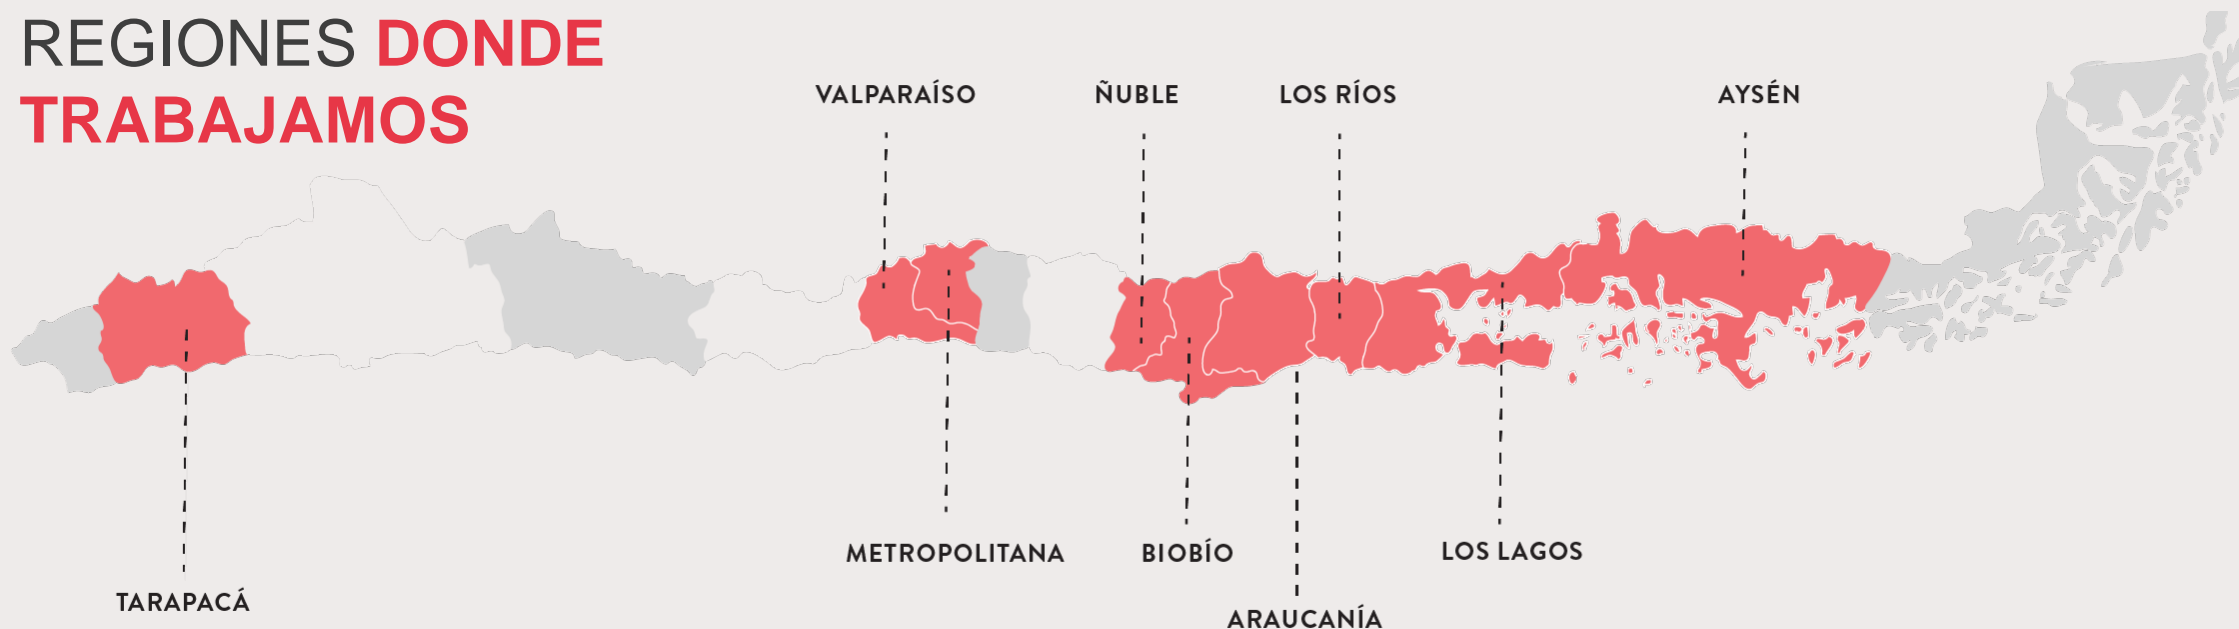 REGIONES DONDE
TRABAJAMOS
VALPARAÍSO
ÑUBLE
LOS RÍOS
AYSÉN
METROPOLITANA
BIOBÍO
LOS LAGOS
TARAPACÁ
ARAUCANÍA